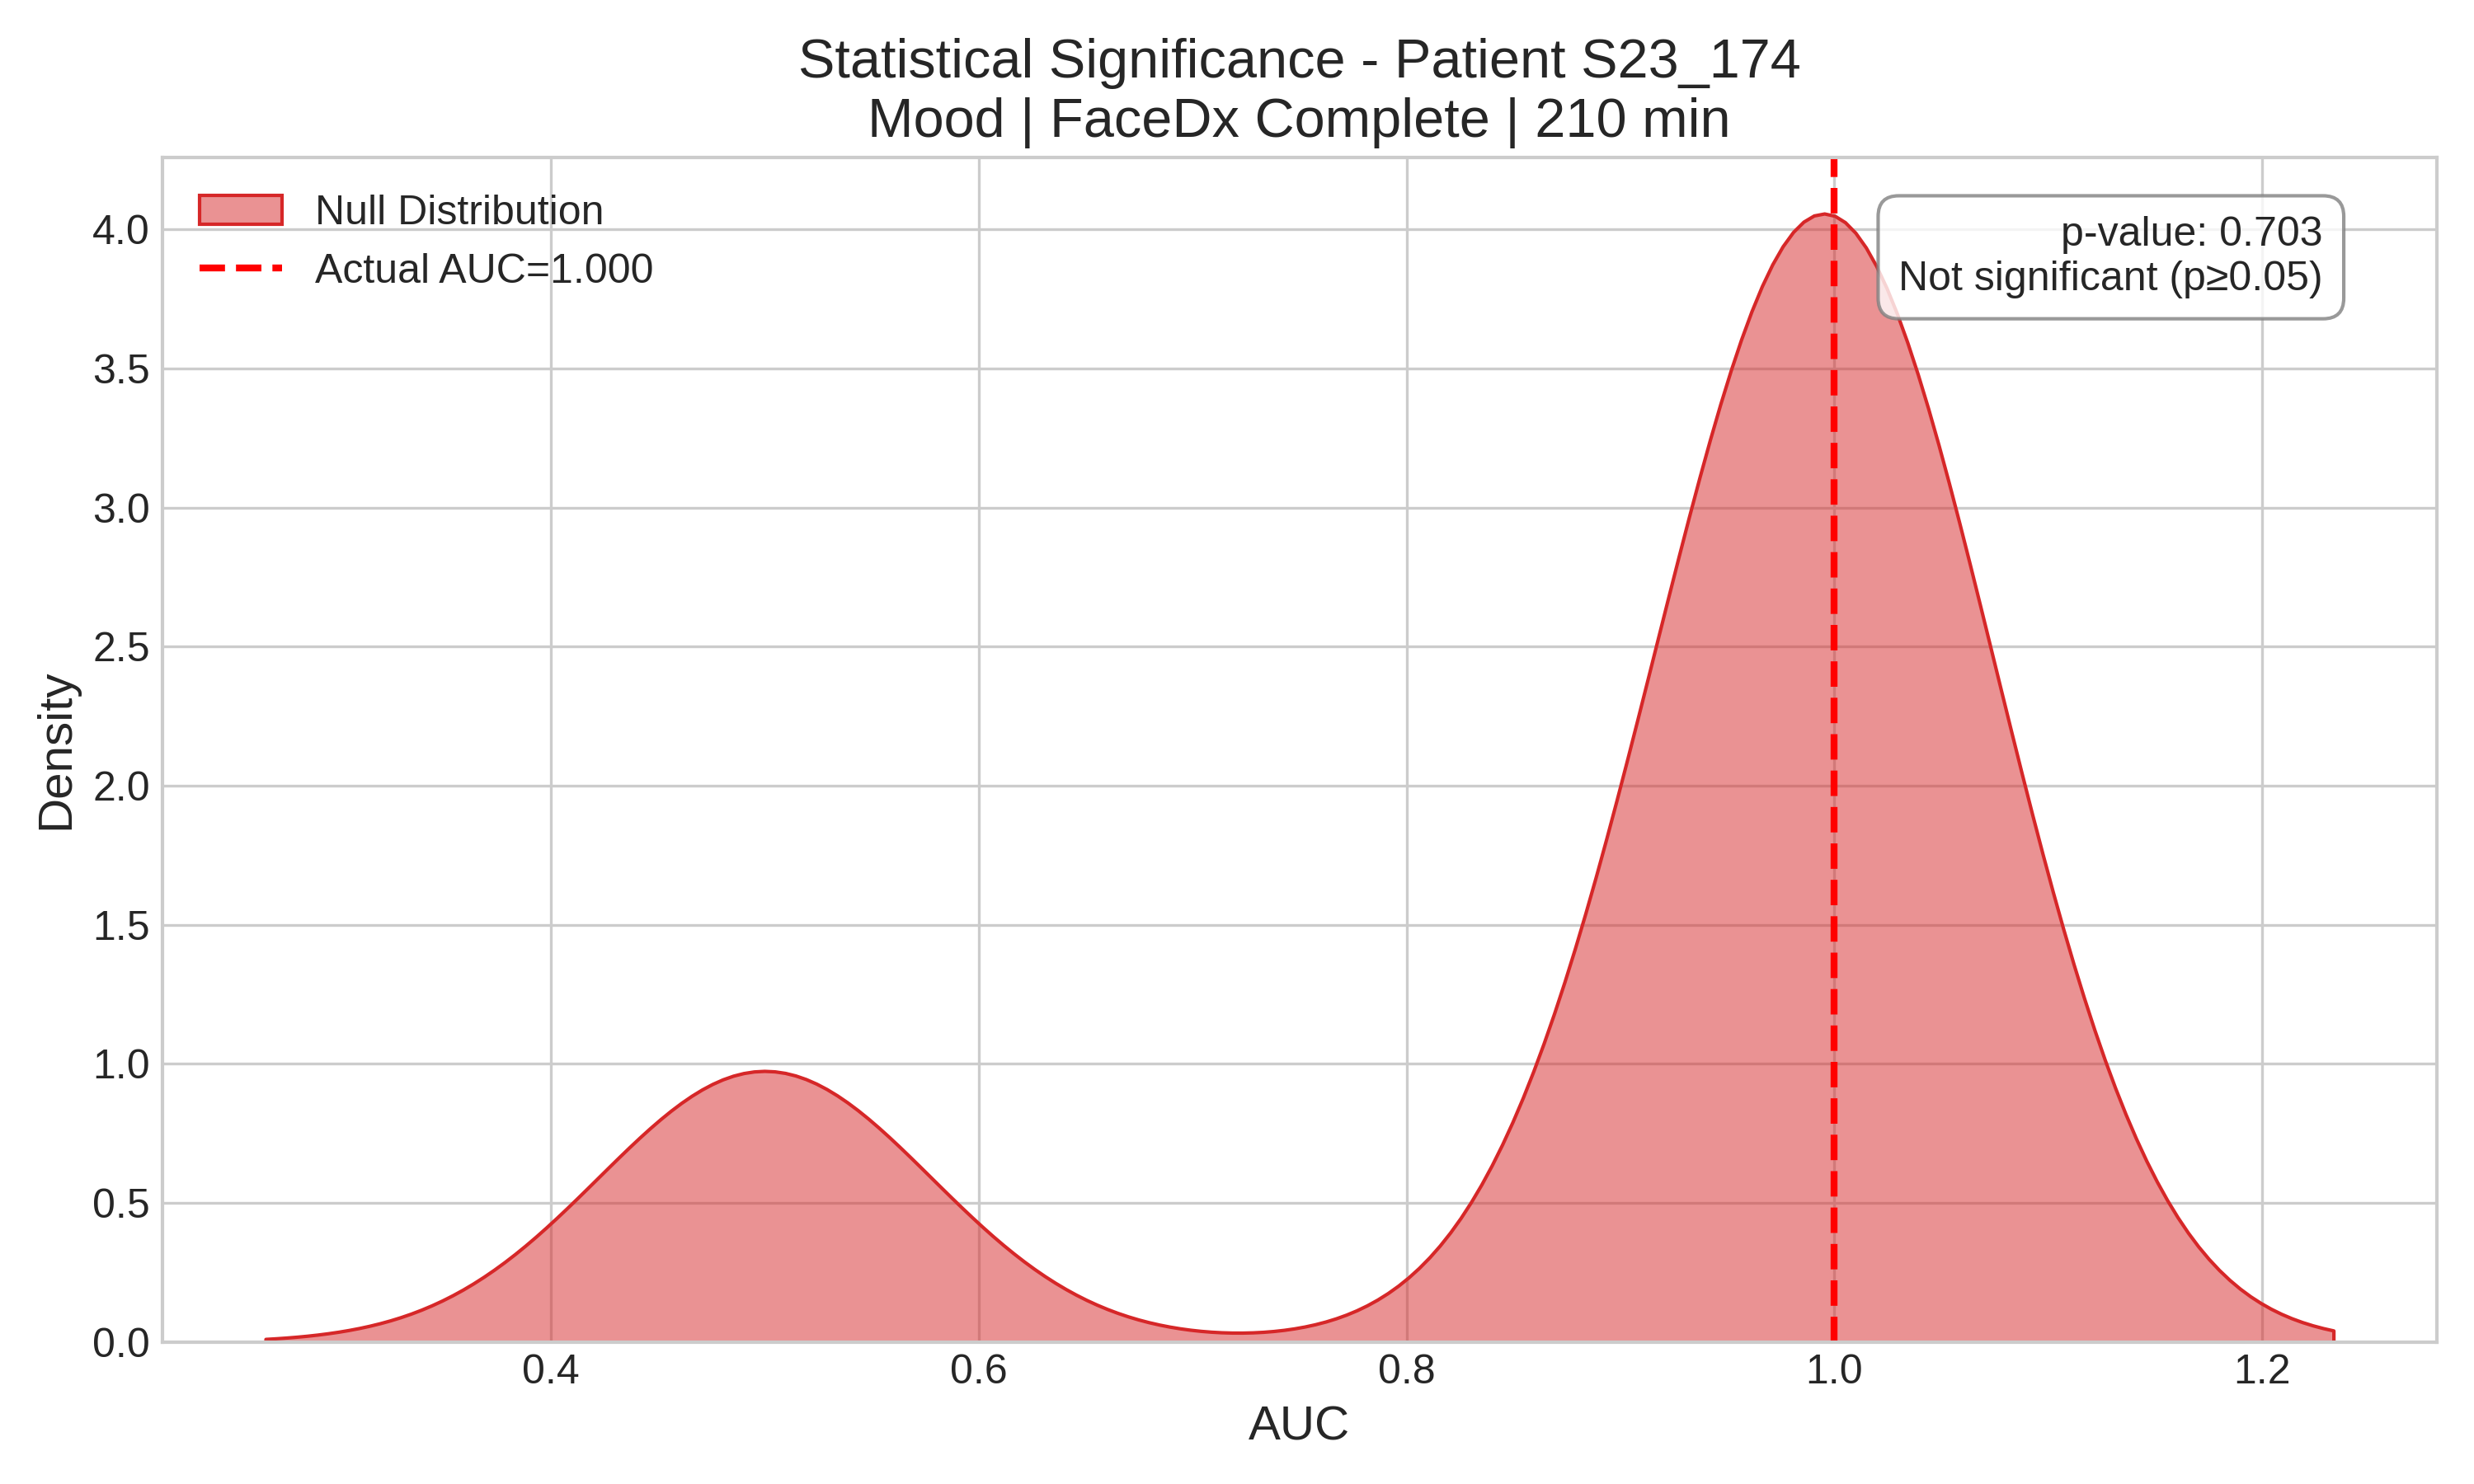 Statistical Significance - Patient S23_174
Mood | FaceDx Complete | 210 min
Null Distribution
Actual AUC=1.000
p-value: 0.703
Not significant (p≥0.05)
Density
4.0
3.5
3.0
2.5
2.0
1.5
1.0
0.5
0.0
0.4
0.6
0.8
1.0
1.2
AUC